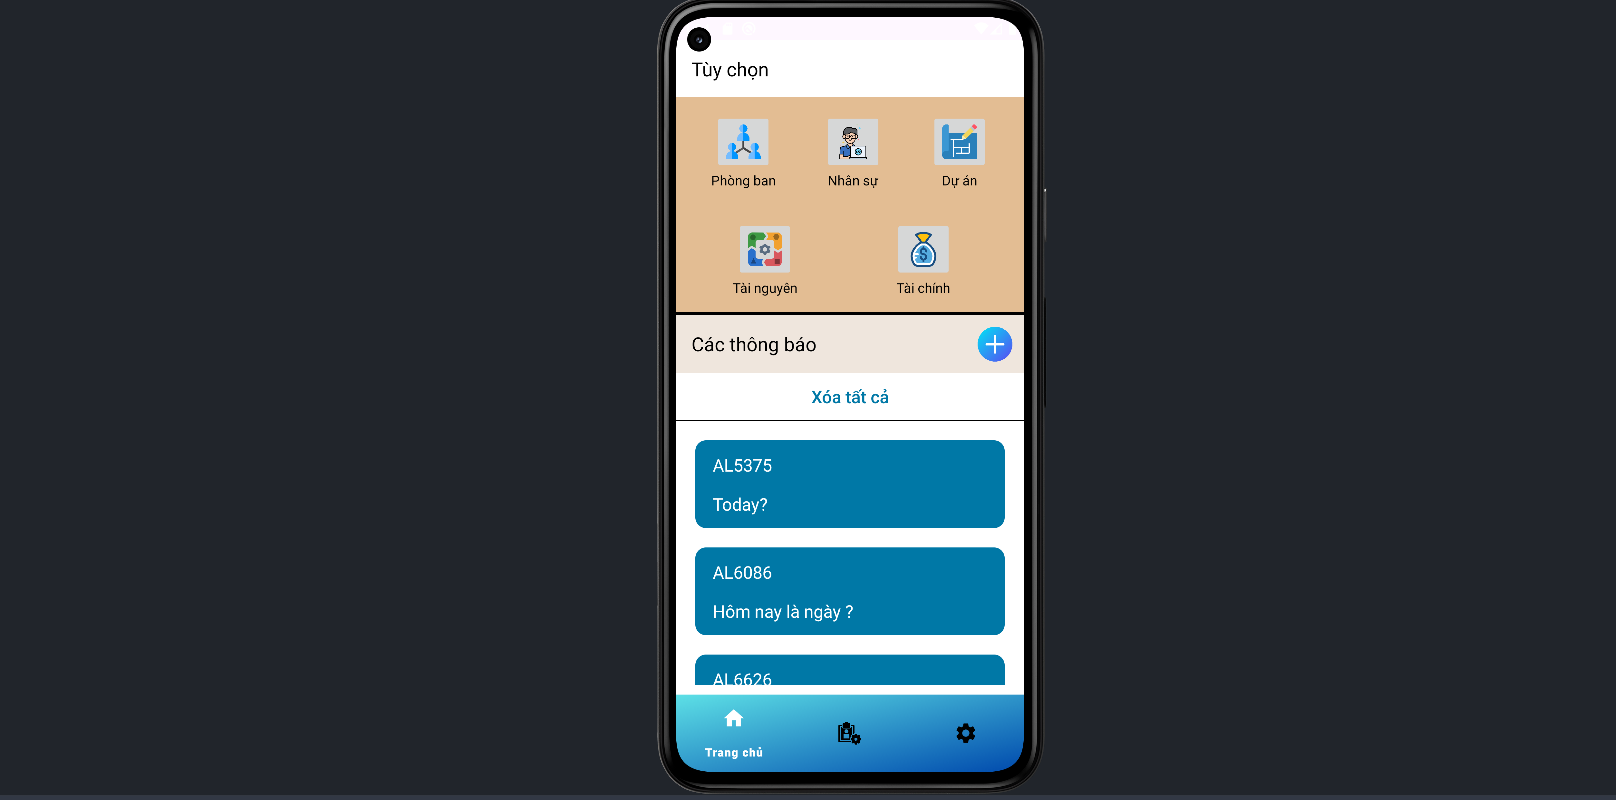 Tùy chọn
Phòng ban
Nhân sự
Dự án
Tài nguyên
Tài chính
Các thông báo
Xóa tất cả
AL5375
Today?
AL6086
Hôm nay là ngày ?
AL6626
Trang chủ